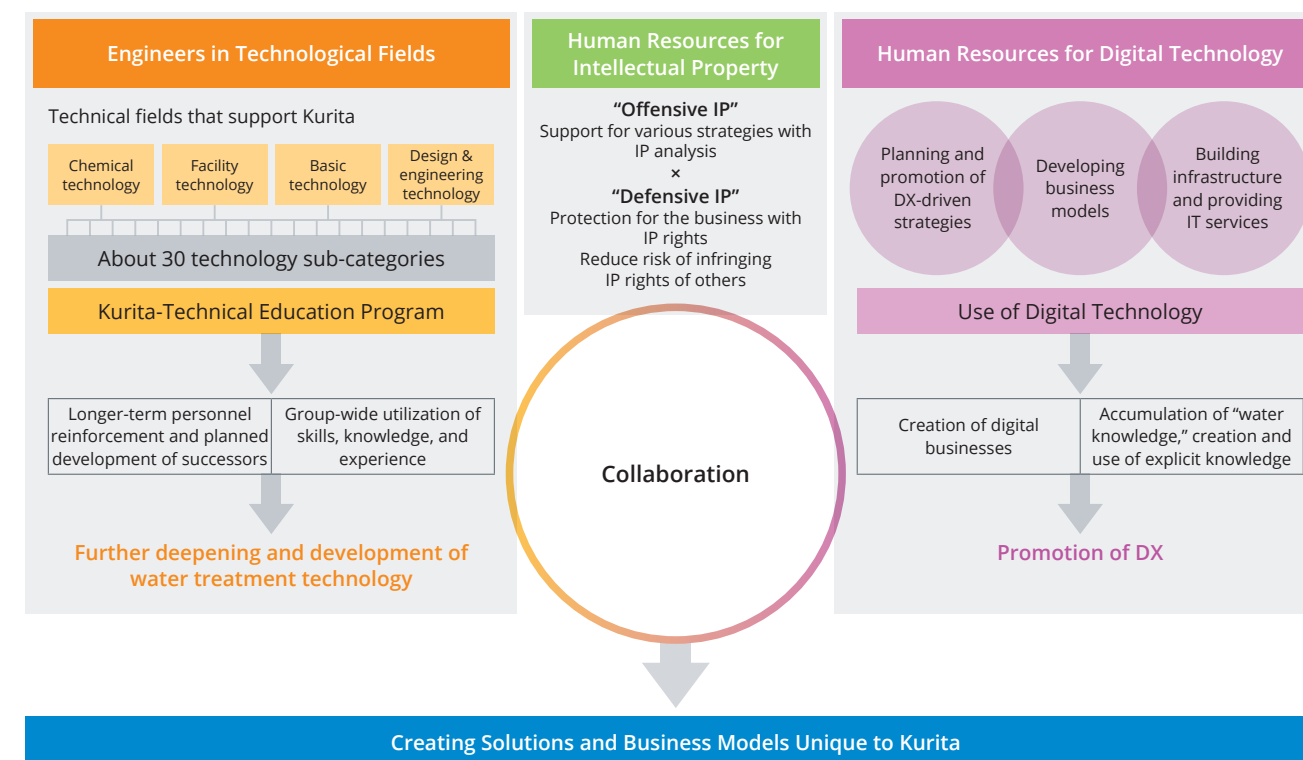 Engineers in Technological Fields
Technical fields that support Kurita
Chemical
technology
Facility
technology
Basic
technology
Design &
engineering
technology
About 30 technology sub-categories
Kurita-Technical Education Program
Longer-term personnel
reinforcement and planned
development of successors
Group-wide utilization of
skills, knowledge, and
experience
Further deepening and development of
water treatment technology
Human Resources for
Intellectual Property
“Offensive IP”
Support for various strategies with
IP analysis
×
“Defensive IP”
Protection for the business with
IP rights
Reduce risk of infringing
IP rights of others
Collaboration
Human Resources for Digital Technology
Planning and
promotion of
DX-driven
strategies
Developing
business
models
Building
infrastructure
and providing
IT services
Use of Digital Technology
Creation of digital
businesses
Accumulation of “water
knowledge,” creation and
use of explicit knowledge
Promotion of DX
Creating Solutions and Business Models Unique to Kurita